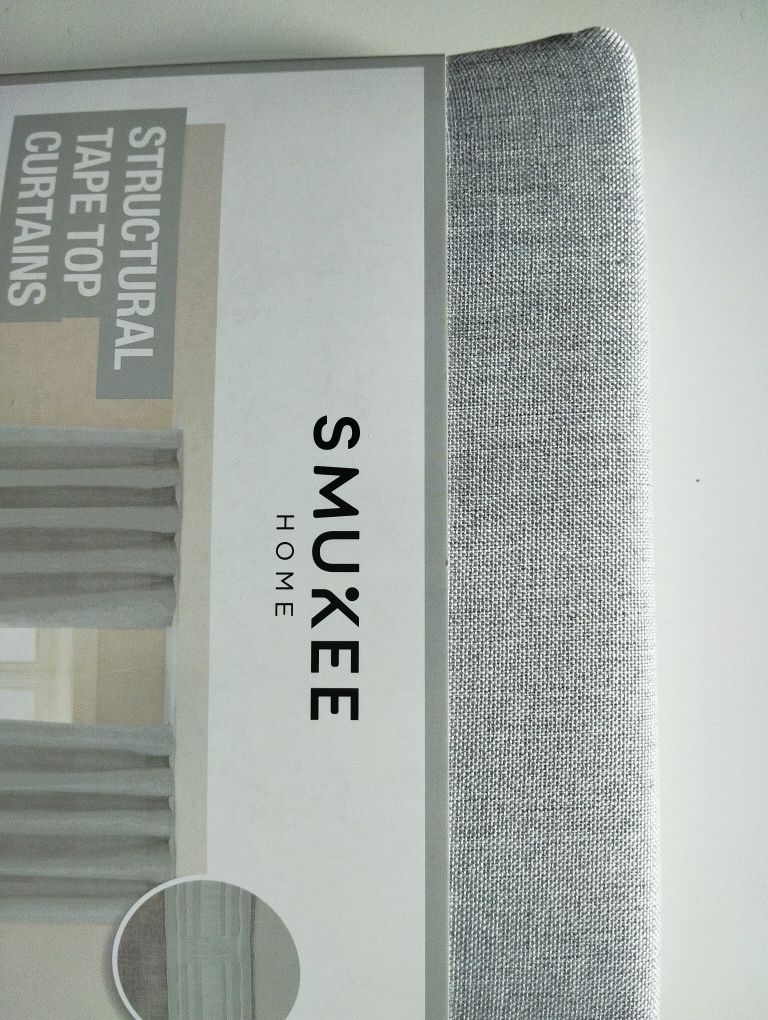 SMUKEE
HOME
STRUCTURAL
TAPE TOP
CURTAINS